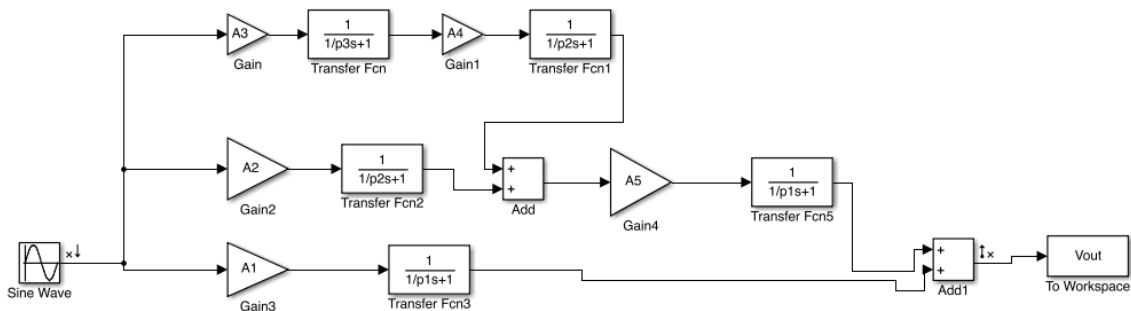 A3
Gain
1
1/p3s+1
Transfer Fcn
A4
Gain1
1
1/p2s+1
Transfer Fcn1
A2
Gain2
1
1/p2s+1
Transfer Fcn2
+
+
Add
A5
Gain4
1
1/p1s+1
Transfer Fcn5
Sine Wave
A1
Gain3
1
1/p1s+1
Transfer Fcn3
+
+
Add1
Vout
To Workspace